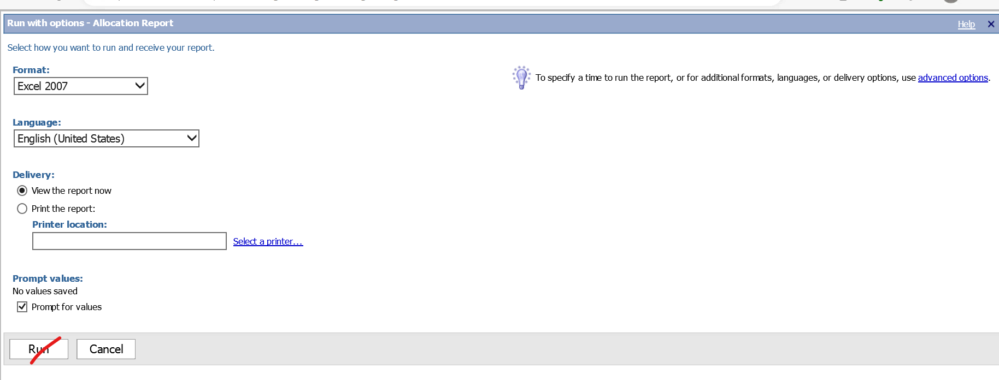 Run with options - Allocation Report
Help
Select how you want to run and receive your report.
Format:
Excel 2007
To specify a time to run the report, or for additional formats, languages, or delivery options, use advanced options.
Language:
English (United States)
Delivery:
View the report now
Print the report:
Printer location:
Select a printer...
Prompt values:
No values saved
Prompt for values
Run
Cancel